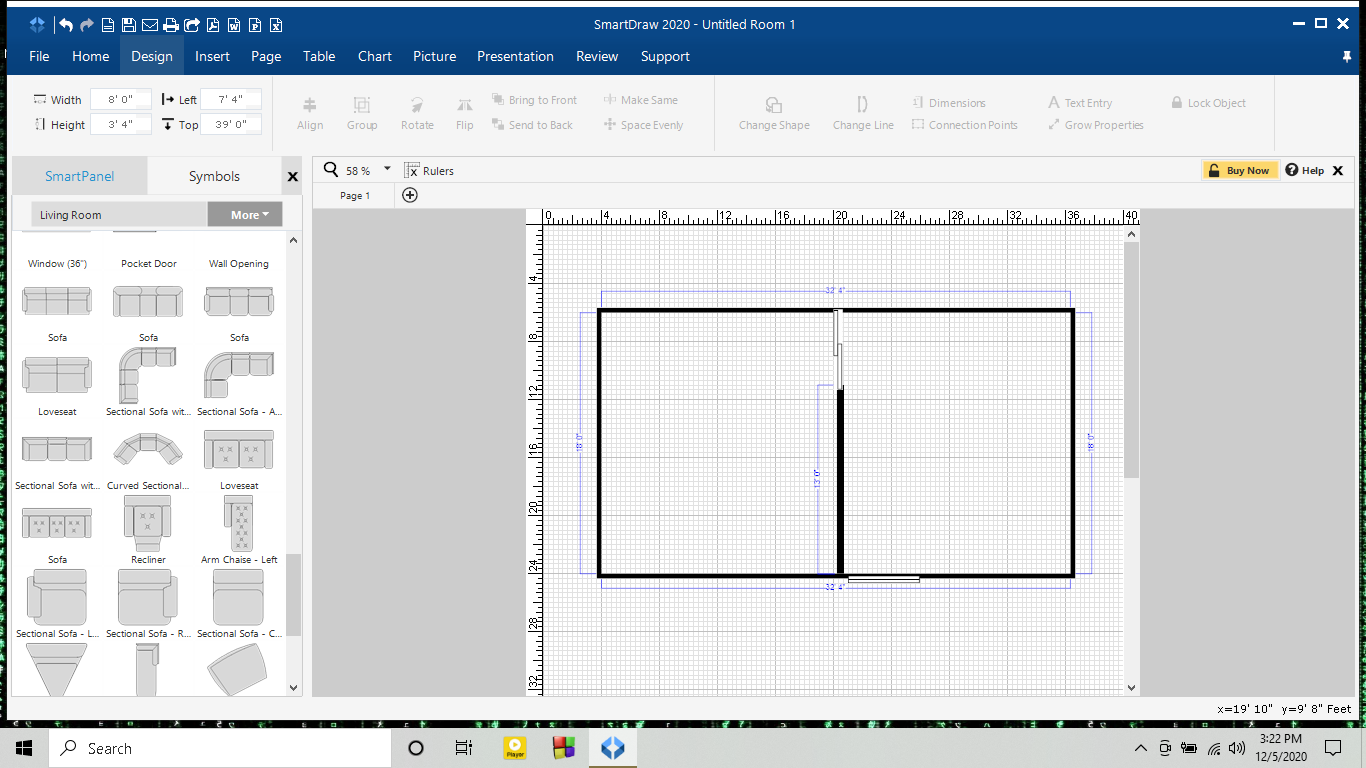 SmartDraw 2020 - Untitled Room 1
File Home Design Insert Page Table Chart Picture Presentation Review Support
Width 8' 0" Left 7' 4"
Height 3' 4" Top 39' 0"
Align Group Rotate Flip
Bring to Front Make Same
Send to Back Space Evenly
Change Shape Change Line
Dimensions Text Entry Lock Object
Connection Points Grow Properties
SmartPanel Symbols X
58 % Rulers Buy Now Help X
Page 1
Living Room More
Window (36") Pocket Door Wall Opening
Sofa Sofa Sofa
Loveseat Sectional Sofa wit... Sectional Sofa - A...
Sectional Sofa wit... Curved Sectional... Loveseat
Sofa Recliner Arm Chaise - Left
Sectional Sofa - L... Sectional Sofa - R... Sectional Sofa - C...
0 4 8 12 16 20 24 28 32 36 40
4
8
12
16
20
24
28
32
32' 4"
18' 0"
13' 0"
18' 0"
32' 4"
x=19' 10" y=9' 8" Feet
Search
Player
3:22 PM
12/5/2020